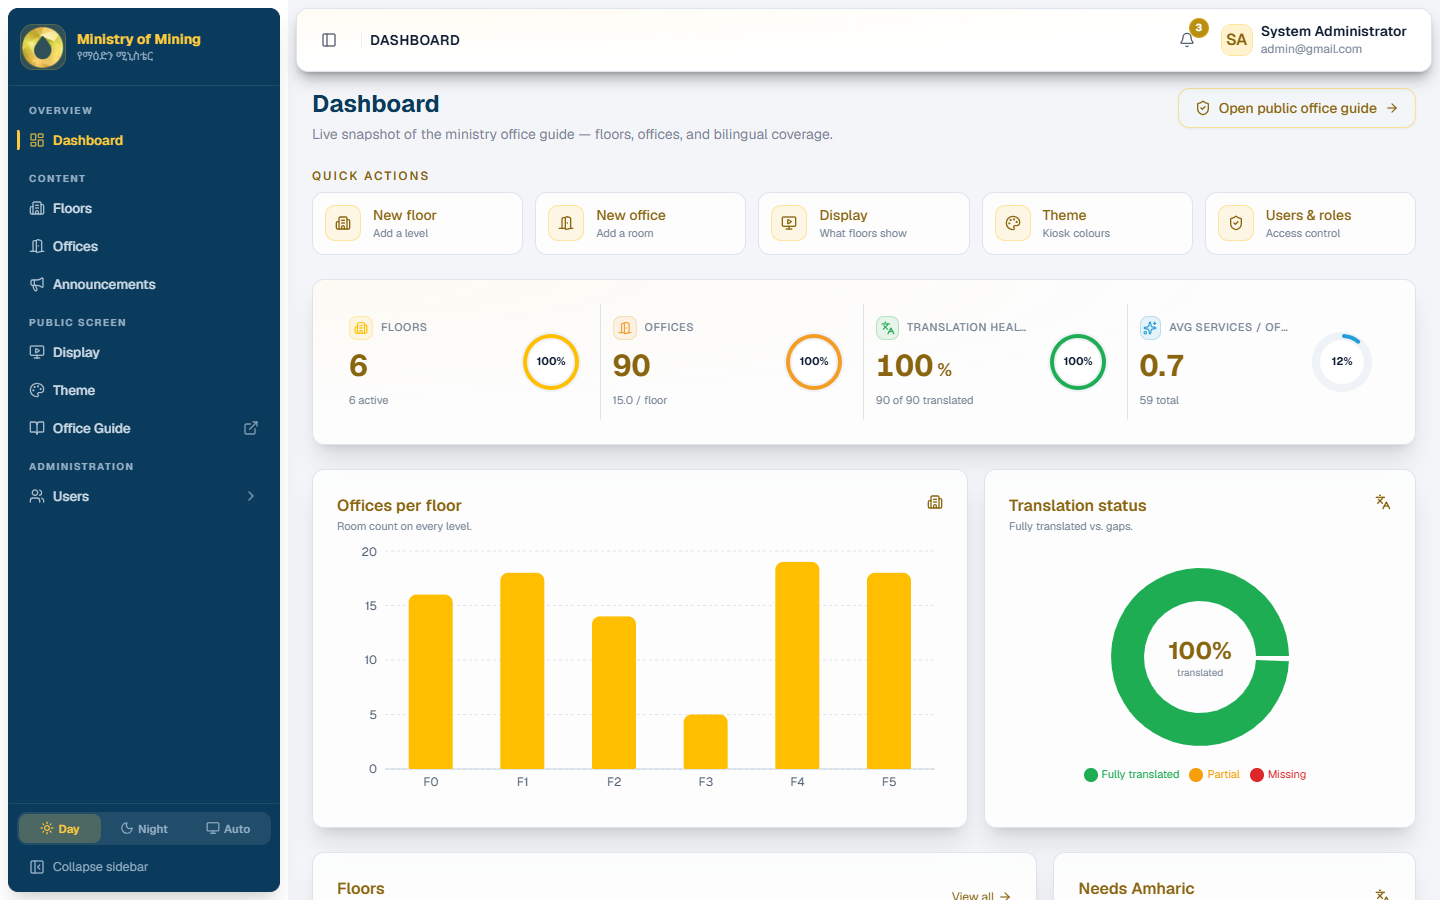 Ministry of Mining
የማዕድን ሚኒስቴር
OVERVIEW
Dashboard
CONTENT
Floors
Offices
Announcements
PUBLIC SCREEN
Display
Theme
Office Guide
ADMINISTRATION
Users
Day
Night
Auto
Collapse sidebar
DASHBOARD
3
SA
System Administrator
admin@gmail.com
Dashboard
Live snapshot of the ministry office guide — floors, offices, and bilingual coverage.
Open public office guide
QUICK ACTIONS
New floor
Add a level
New office
Add a room
Display
What floors show
Theme
Kiosk colours
Users & roles
Access control
FLOORS
6
6 active
100%
OFFICES
90
15.0 / floor
100%
TRANSLATION HEAL...
100 %
90 of 90 translated
100%
AVG SERVICES / OF...
0.7
59 total
12%
Offices per floor
Room count on every level.
20
15
10
5
0
F0
F1
F2
F3
F4
F5
Translation status
Fully translated vs. gaps.
100%
translated
Fully translated
Partial
Missing
Floors
View all
Needs Amharic